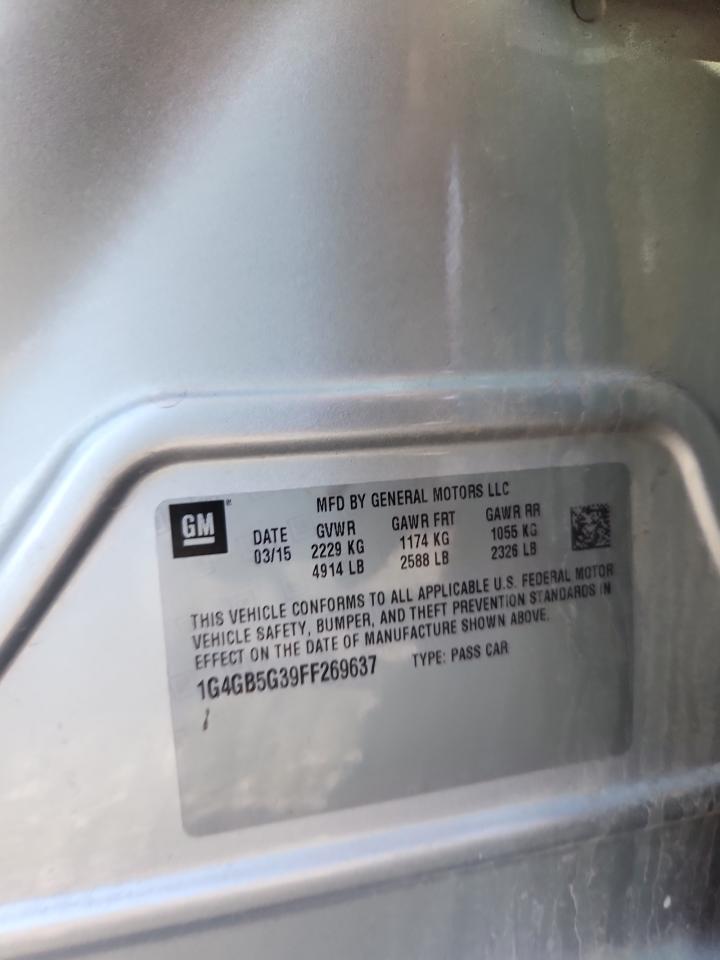 GM
MFD BY GENERAL MOTORS LLC
DATE GVWR GAWR FRT GAWR RR
03/15 2229 KG 1174 KG 1055 KG
4914 LB 2588 LB 2326 LB
THIS VEHICLE CONFORMS TO ALL APPLICABLE U.S. FEDERAL MOTOR
VEHICLE SAFETY, BUMPER, AND THEFT PREVENTION STANDARDS IN
EFFECT ON THE DATE OF MANUFACTURE SHOWN ABOVE.
1G4GB5G39FF269637 TYPE: PASS CAR